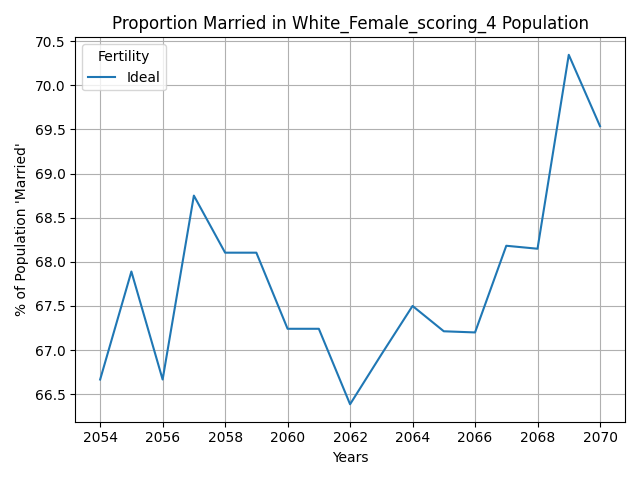 Proportion Married in White_Female_scoring_4 Population
Fertility
Ideal
% of Population 'Married'
70.5
70.0
69.5
69.0
68.5
68.0
67.5
67.0
66.5
2054 2056 2058 2060 2062 2064 2066 2068 2070
Years